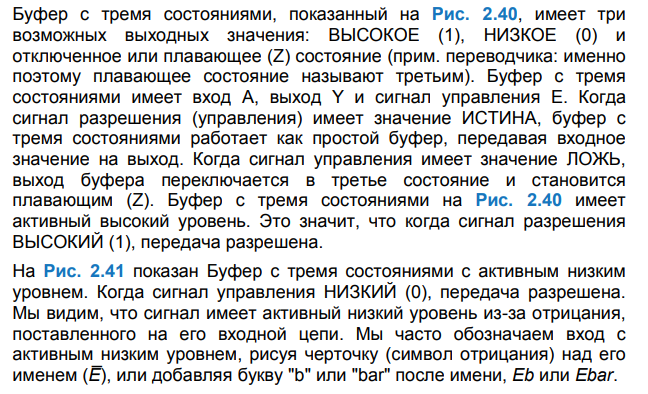 Буфер с тремя состояниями, показанный на Рис. 2.40, имеет три
возможных выходных значения: ВЫСОКОЕ (1), НИЗКОЕ (0) и
отключенное или плавающее (Z) состояние (прим. переводчика: именно
поэтому плавающее состояние называют третьим). Буфер с тремя
состояниями имеет вход A, выход Y и сигнал управления E. Когда
сигнал разрешения (управления) имеет значение ИСТИНА, буфер с
тремя состояниями работает как простой буфер, передавая входное
значение на выход. Когда сигнал управления имеет значение ЛОЖЬ,
выход буфера переключается в третье состояние и становится
плавающим (Z). Буфер с тремя состояниями на Рис. 2.40 имеет
активный высокий уровень. Это значит, что когда сигнал разрешения
ВЫСОКИЙ (1), передача разрешена.
На Рис. 2.41 показан Буфер с тремя состояниями с активным низким
уровнем. Когда сигнал управления НИЗКИЙ (0), передача разрешена.
Мы видим, что сигнал имеет активный низкий уровень из-за отрицания,
поставленного на его входной цепи. Мы часто обозначаем вход с
активным низким уровнем, рисуя черточку (символ отрицания) над его
именем (E̅), или добавляя букву "b" или "bar" после имени, Eb или Ebar.